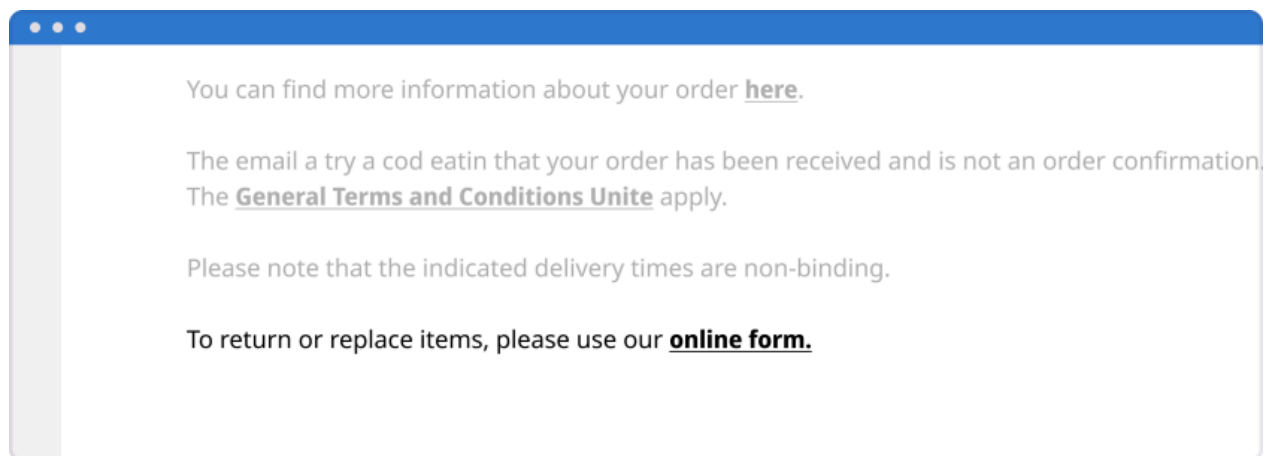 You can find more information about your order here.
The email a try a cod eatin that your order has been received and is not an order confirmation.
The General Terms and Conditions Unite apply.
Please note that the indicated delivery times are non-binding.
To return or replace items, please use our online form.